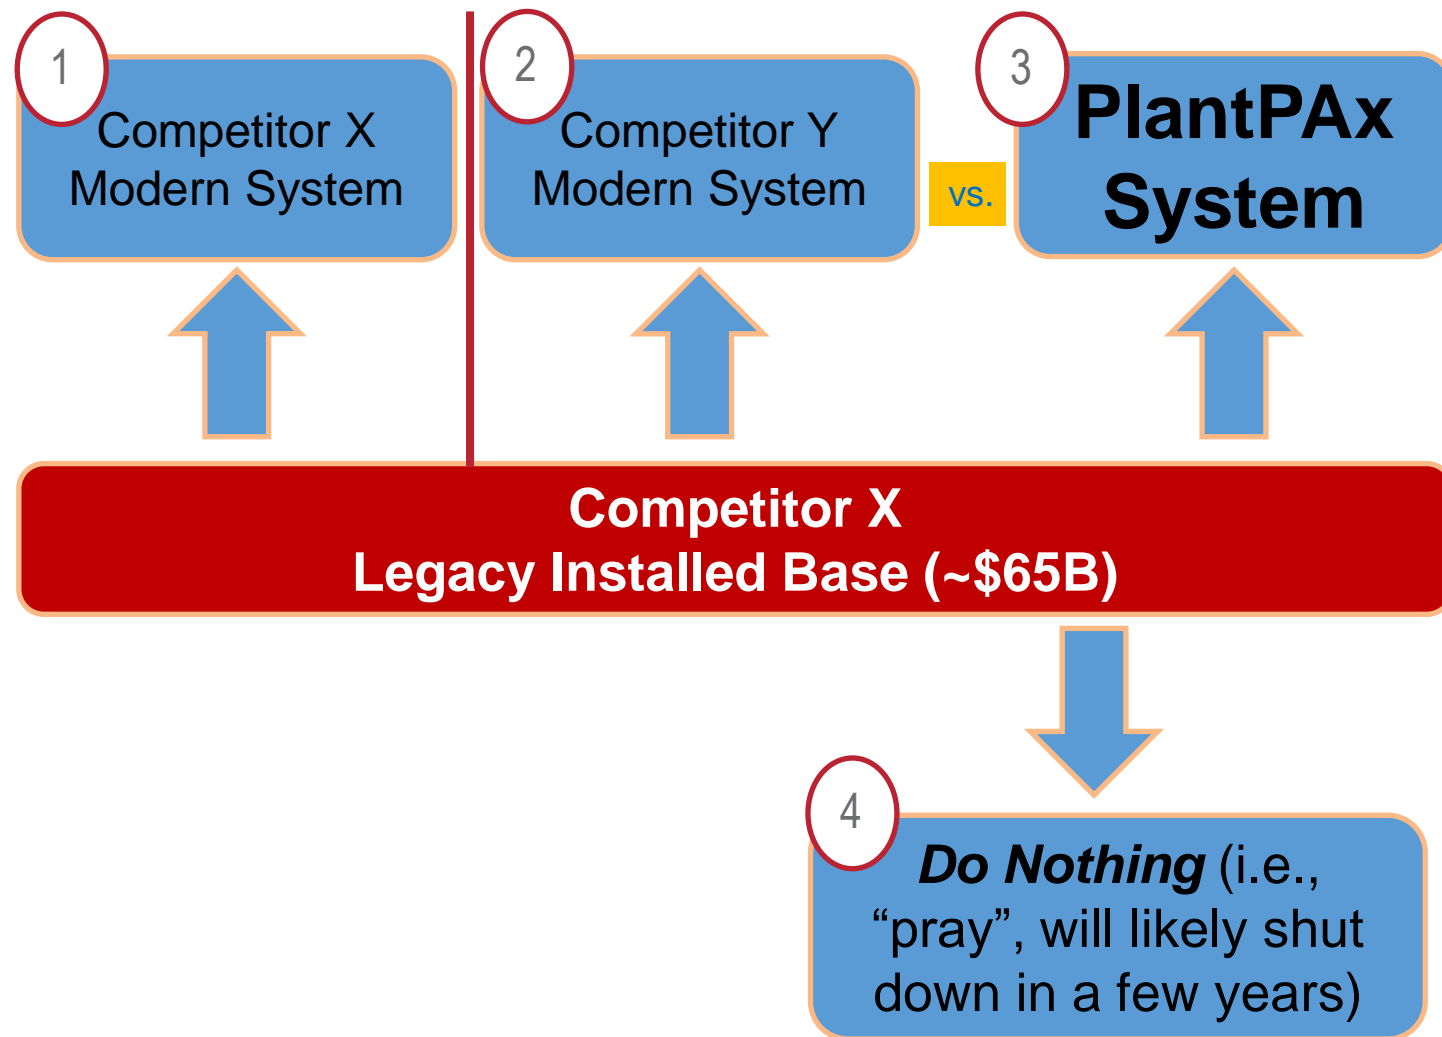 1
Competitor X
Modern System
2
Competitor Y
Modern System
vs.
3
PlantPAx
System
Competitor X
Legacy Installed Base (~$65B)
4
Do Nothing (i.e.,
“pray”, will likely shut
down in a few years)